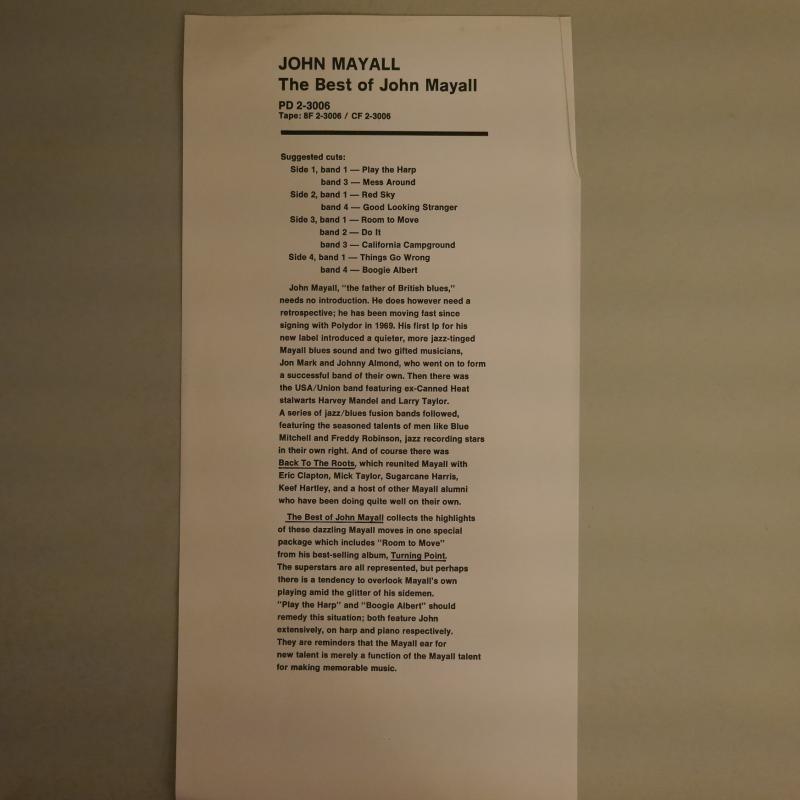 JOHN MAYALL
The Best of John Mayall
PD 2-3006
Tape: 8F 2-3006 / CF 2-3006
Suggested cuts:
Side 1, band 1 — Play the Harp
band 3 — Mess Around
Side 2, band 1 — Red Sky
band 4 — Good Looking Stranger
Side 3, band 1 — Room to Move
band 2 — Do It
band 3 — California Campground
Side 4, band 1 — Things Go Wrong
band 4 — Boogie Albert
John Mayall, "the father of British blues,"
needs no introduction. He does however need a
retrospective; he has been moving fast since
signing with Polydor in 1969. His first lp for his
new label introduced a quieter, more jazz-tinged
Mayall blues sound and two gifted musicians,
Jon Mark and Johnny Almond, who went on to form
a successful band of their own. Then there was
the USA/Union band featuring ex-Canned Heat
stalwarts Harvey Mandel and Larry Taylor.
A series of jazz/blues fusion bands followed,
featuring the seasoned talents of men like Blue
Mitchell and Freddy Robinson, jazz recording stars
in their own right. And of course there was
Back To The Roots, which reunited Mayall with
Eric Clapton, Mick Taylor, Sugarcane Harris,
Keef Hartley, and a host of other Mayall alumni
who have been doing quite well on their own.
The Best of John Mayall collects the highlights
of these dazzling Mayall moves in one special
package which includes "Room to Move"
from his best-selling album, Turning Point.
The superstars are all represented, but perhaps
there is a tendency to overlook Mayall's own
playing amid the glitter of his sidemen.
"Play the Harp" and "Boogie Albert" should
remedy this situation; both feature John
extensively, on harp and piano respectively.
They are reminders that the Mayall ear for
new talent is merely a function of the Mayall talent
for making memorable music.